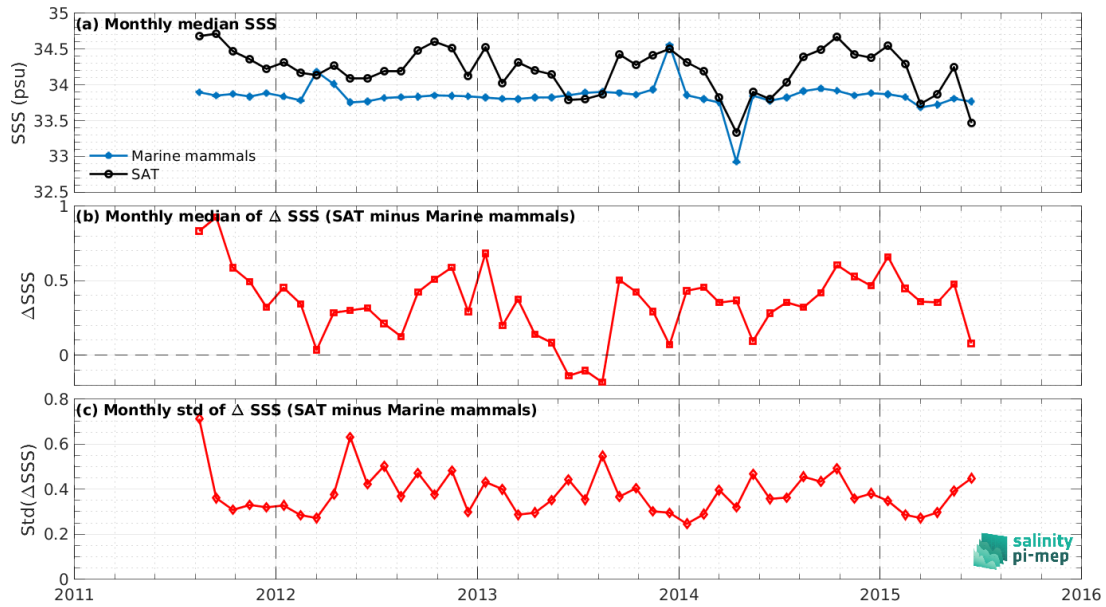 (a) Monthly median SSS
35
34.5
34
33.5
33
32.5
SSS (psu)
Marine mammals
SAT
(b) Monthly median of Δ SSS (SAT minus Marine mammals)
1
0.5
0
ΔSSS
(c) Monthly std of Δ SSS (SAT minus Marine mammals)
0.8
0.6
0.4
0.2
0
Std(ΔSSS)
salinity
pi-mep
2011 2012 2013 2014 2015 2016